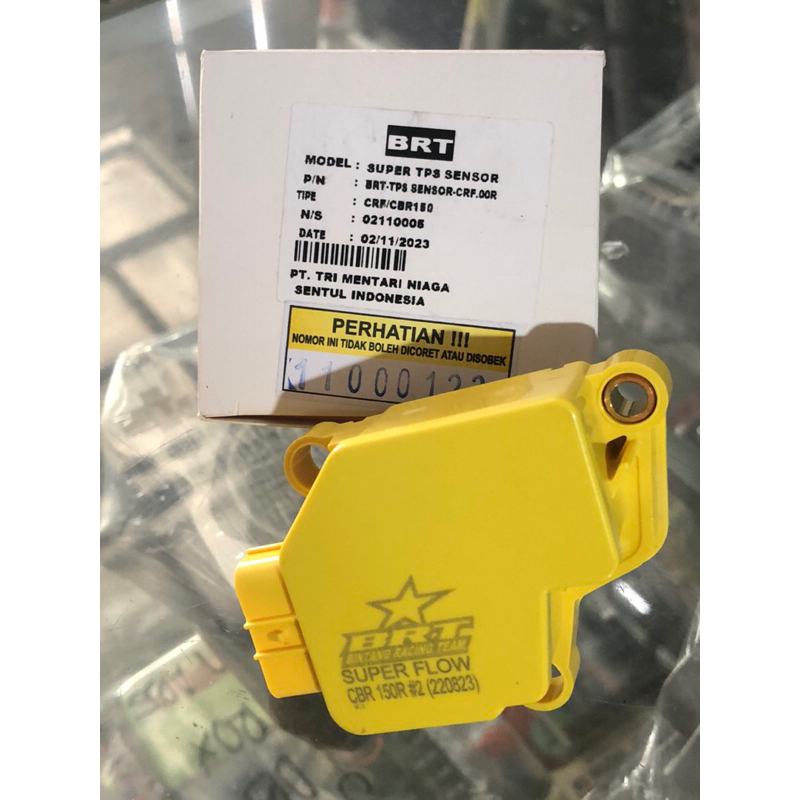 BRT
MODEL : SUPER TPS SENSOR
P/N : BRT-TPS SENSOR-CRF.00R
TIPE : CRF/CBR150
N/S : 02110005
DATE : 02/11/2023
PT. TRI MENTARI NIAGA
SENTUL INDONESIA
PERHATIAN !!!
NOMOR INI TIDAK BOLEH DICORET ATAU DISOBEK
BRT
BINTANG RACING TEAM
SUPER FLOW
CBR 150R #2 (220823)